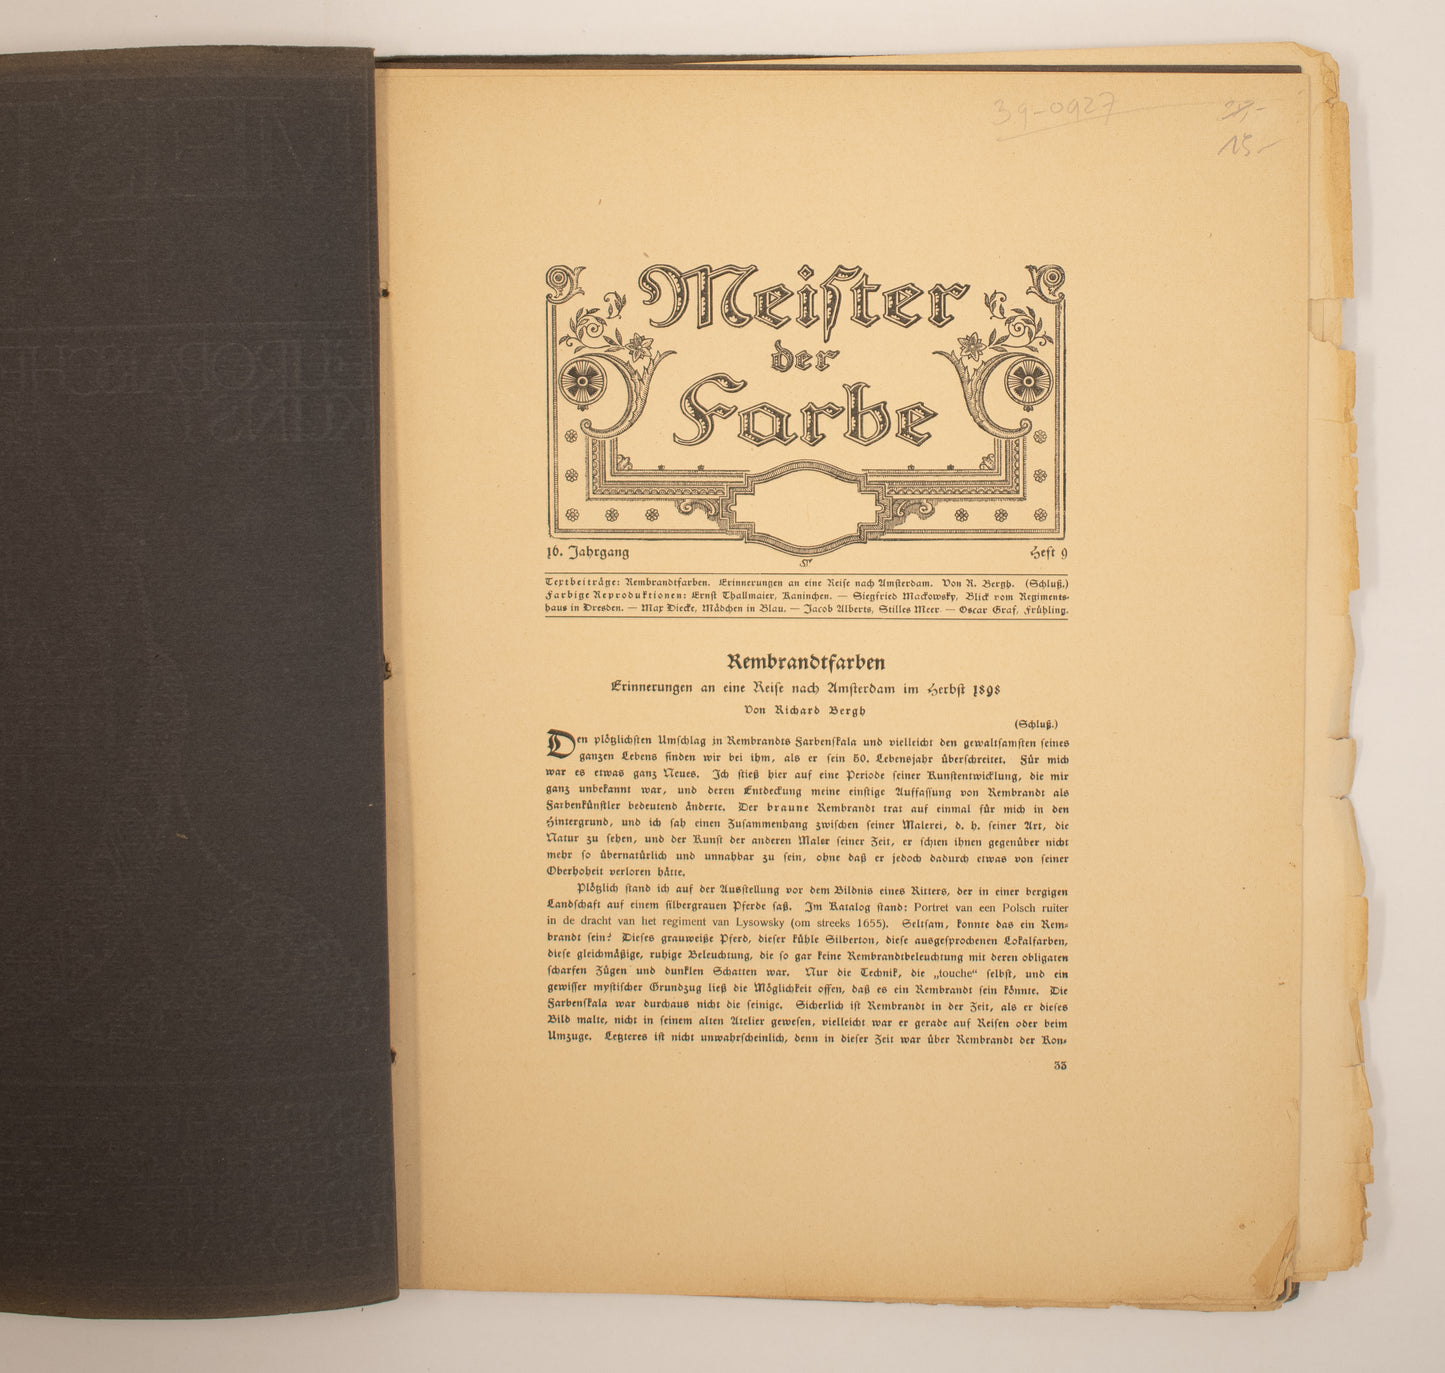 39-0927
15.-
Meister
der
Farbe
16. Jahrgang
Heft 9
Textbeiträge: Rembrandtfarben. Erinnerungen an eine Reise nach Amsterdam. Von R. Bergh. (Schluß.)
Farbige Reproduktionen: Ernst Thallmaier, Kaninchen. — Siegfried Mackowsky, Blick vom Regiments-
haus in Dresden. — Max Diecke, Mädchen in Blau. — Jacob Alberts, Stilles Meer. — Oscar Graf, Frühling.
Rembrandtfarben
Erinnerungen an eine Reise nach Amsterdam im Herbst 1898
Von Richard Bergh
(Schluß.)
Den plötzlichsten Umschlag in Rembrandts Farbenskala und vielleicht den gewaltsamsten seines
ganzen Lebens finden wir bei ihm, als er sein 50. Lebensjahr überschreitet. Für mich
war es etwas ganz Neues. Ich stieß hier auf eine Periode seiner Kunstentwicklung, die mir
ganz unbekannt war, und deren Entdeckung meine einstige Auffassung von Rembrandt als
Farbenkünstler bedeutend änderte. Der braune Rembrandt trat auf einmal für mich in den
Hintergrund, und ich sah einen Zusammenhang zwischen seiner Malerei, d. h. seiner Art, die
Natur zu sehen, und der Kunst der anderen Maler seiner Zeit, er schien ihnen gegenüber nicht
mehr so übernatürlich und unnahbar zu sein, ohne daß er jedoch dadurch etwas von seiner
Oberhoheit verloren hätte.
Plötzlich stand ich auf der Ausstellung vor dem Bildnis eines Ritters, der in einer bergigen
Landschaft auf einem silbergrauen Pferde saß. Im Katalog stand: Portret van een Polsch ruiter
in de dracht van het regiment van Lysowsky (om streeks 1655). Seltsam, konnte das ein Rem-
brandt sein? Dieses grauweiße Pferd, dieser kühle Silberton, diese ausgesprochenen Lokalfarben,
diese gleichmäßige, ruhige Beleuchtung, die so gar keine Rembrandtbeleuchtung mit deren obligaten
scharfen Zügen und dunklen Schatten war. Nur die Technik, die „touche“ selbst, und ein
gewisser mystischer Grundzug ließ die Möglichkeit offen, daß es ein Rembrandt sein könnte. Die
Farbenskala war durchaus nicht die seinige. Sicherlich ist Rembrandt in der Zeit, als er dieses
Bild malte, nicht in seinem alten Atelier gewesen, vielleicht war er gerade auf Reisen oder beim
Umzuge. Letzteres ist nicht unwahrscheinlich, denn in dieser Zeit war über Rembrandt der Kon-
33